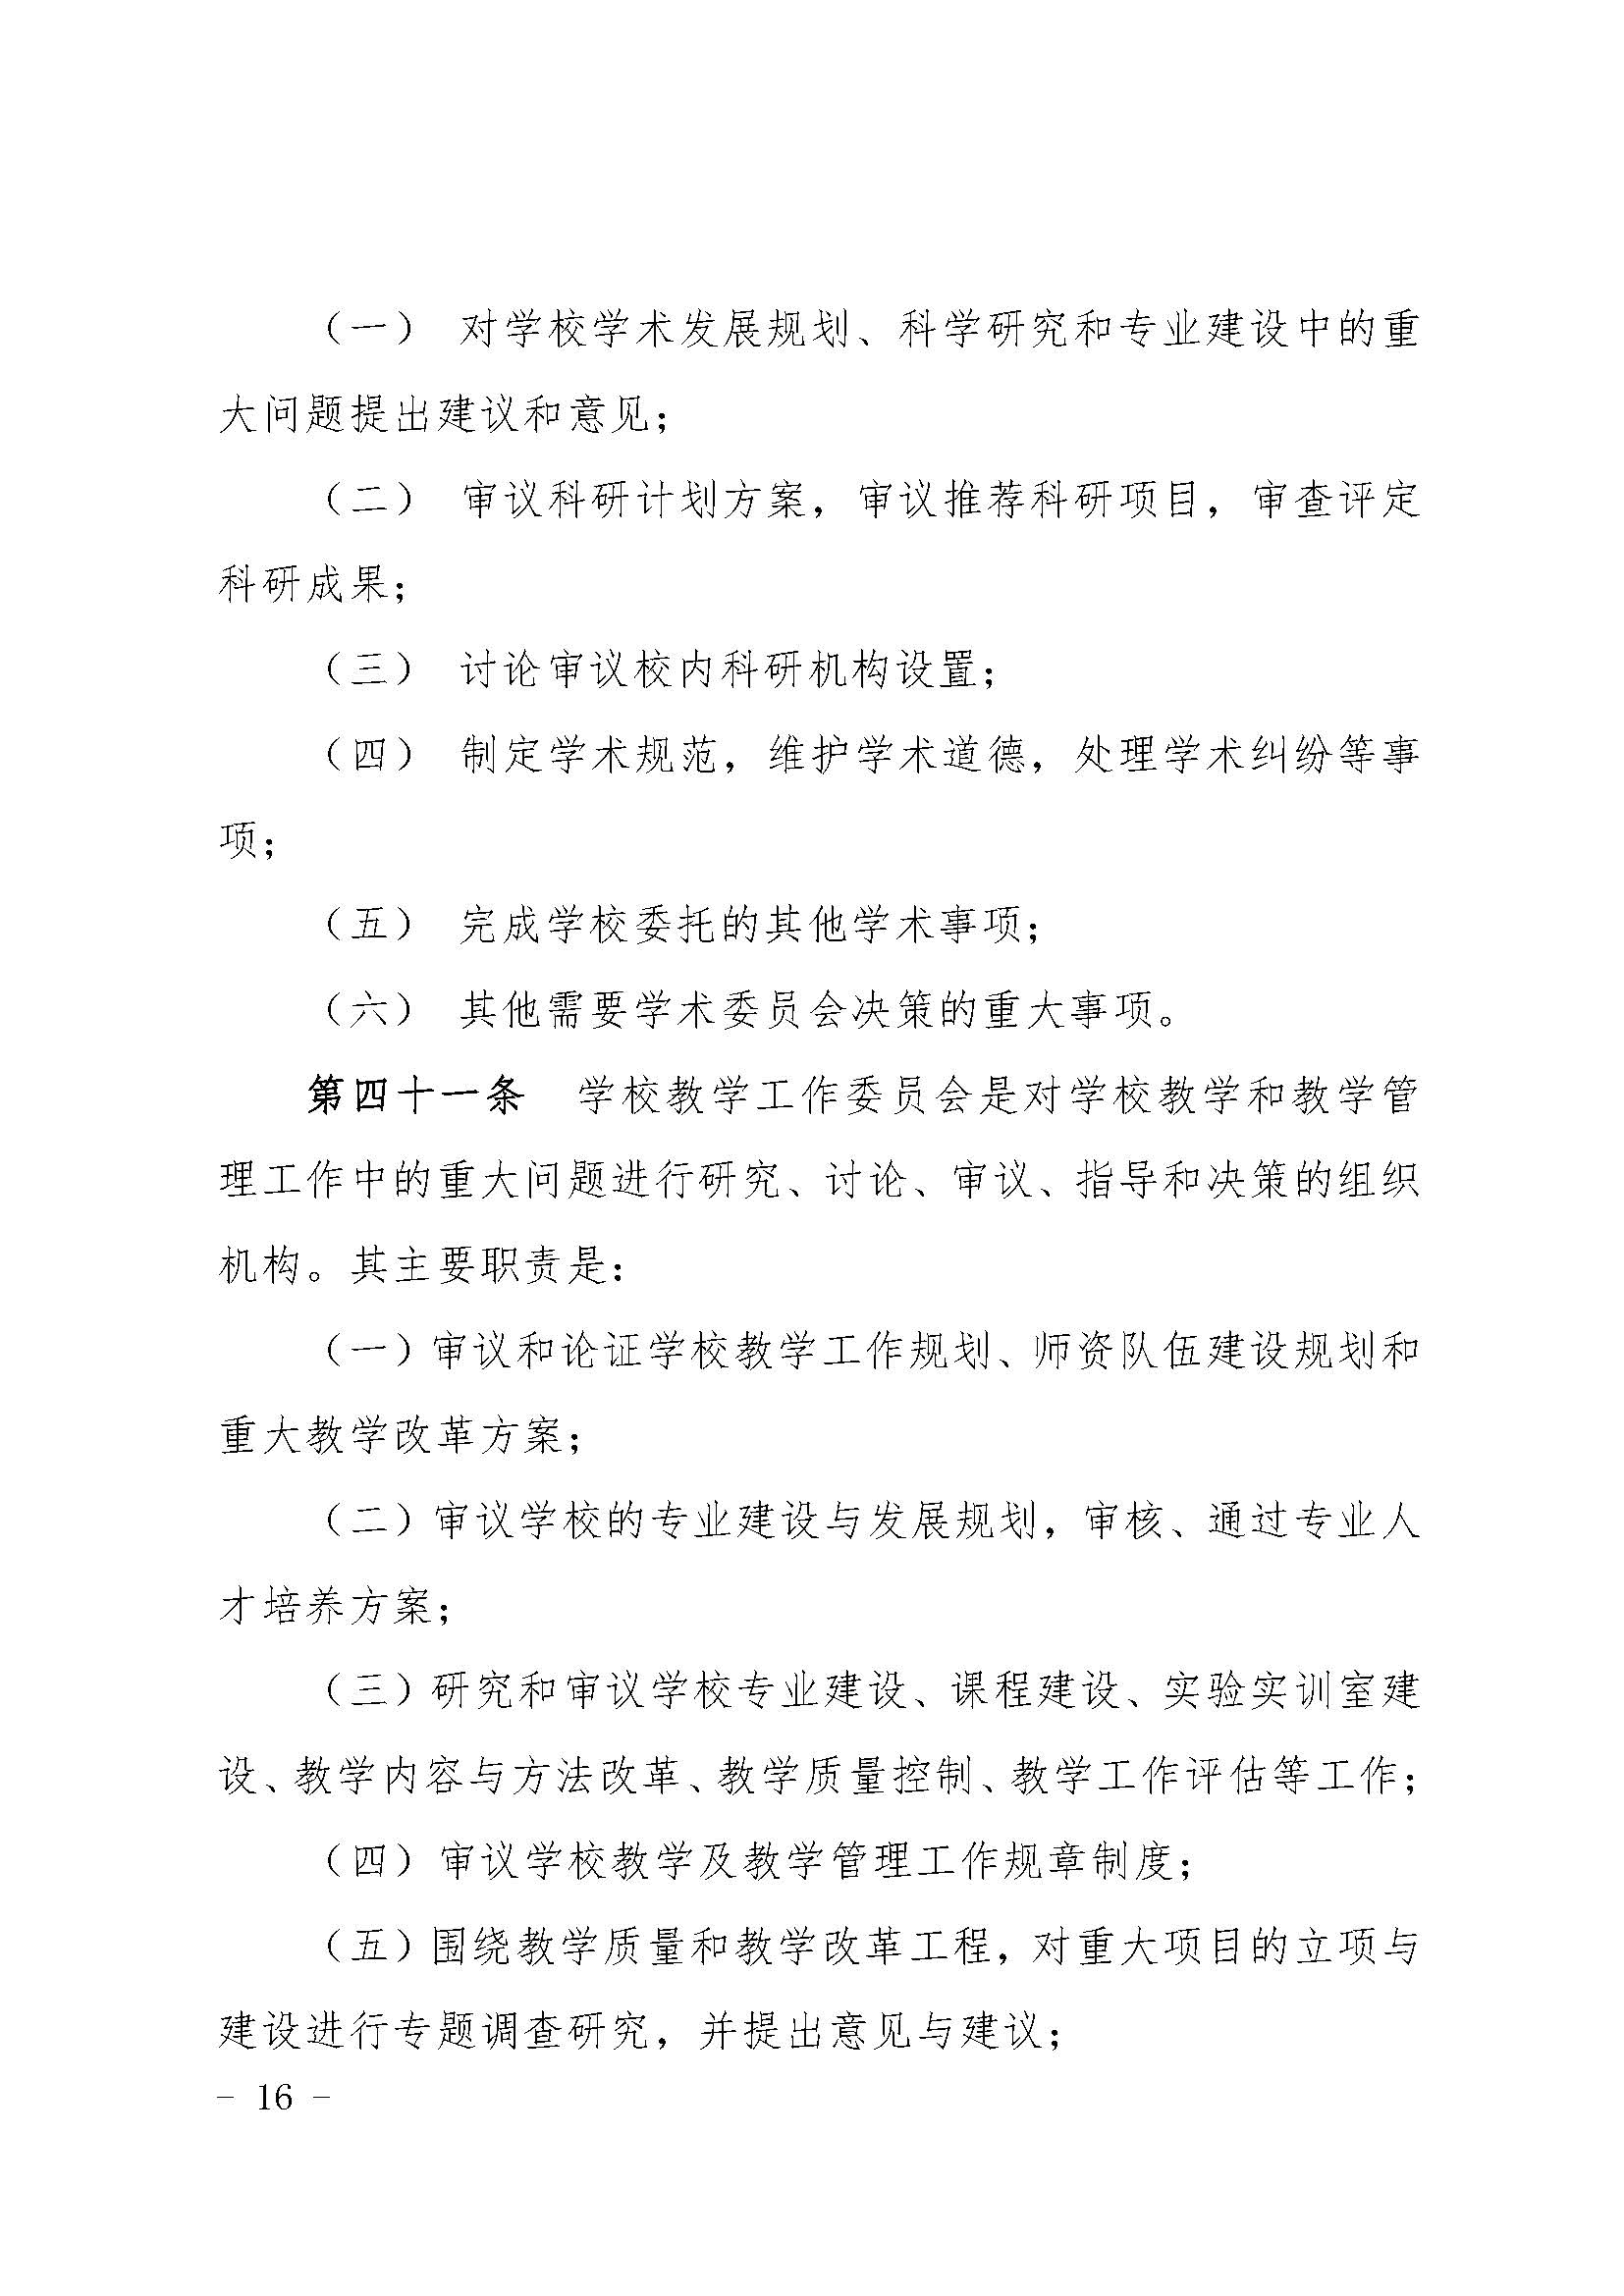 （一） 对学校学术发展规划、科学研究和专业建设中的重
大问题提出建议和意见；
（二） 审议科研计划方案，审议推荐科研项目，审查评定
科研成果；
（三） 讨论审议校内科研机构设置；
（四） 制定学术规范，维护学术道德，处理学术纠纷等事
项；
（五） 完成学校委托的其他学术事项；
（六） 其他需要学术委员会决策的重大事项。
第四十一条 学校教学工作委员会是对学校教学和教学管
理工作中的重大问题进行研究、讨论、审议、指导和决策的组织
机构。其主要职责是：
（一）审议和论证学校教学工作规划、师资队伍建设规划和
重大教学改革方案；
（二）审议学校的专业建设与发展规划，审核、通过专业人
才培养方案；
（三）研究和审议学校专业建设、课程建设、实验实训室建
设、教学内容与方法改革、教学质量控制、教学工作评估等工作；
（四）审议学校教学及教学管理工作规章制度；
（五）围绕教学质量和教学改革工程，对重大项目的立项与
建设进行专题调查研究，并提出意见与建议；
- 16 -